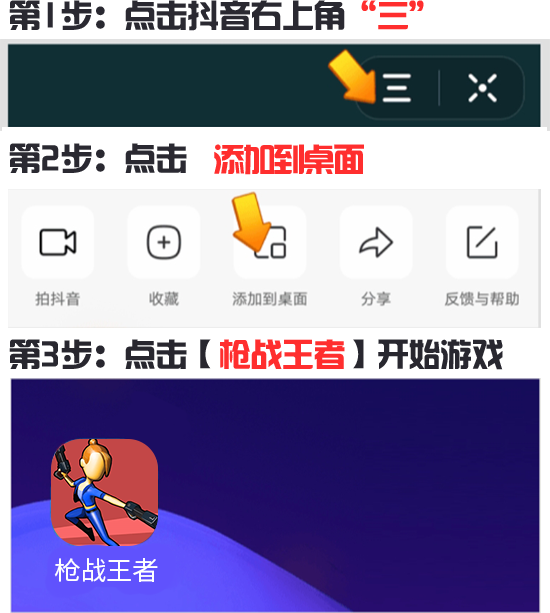 第1步：点击抖音右上角“三”
第2步：点击 添加到桌面
拍抖音 收藏 添加到桌面 分享 反馈与帮助
第3步：点击【枪战王者】开始游戏
枪战王者